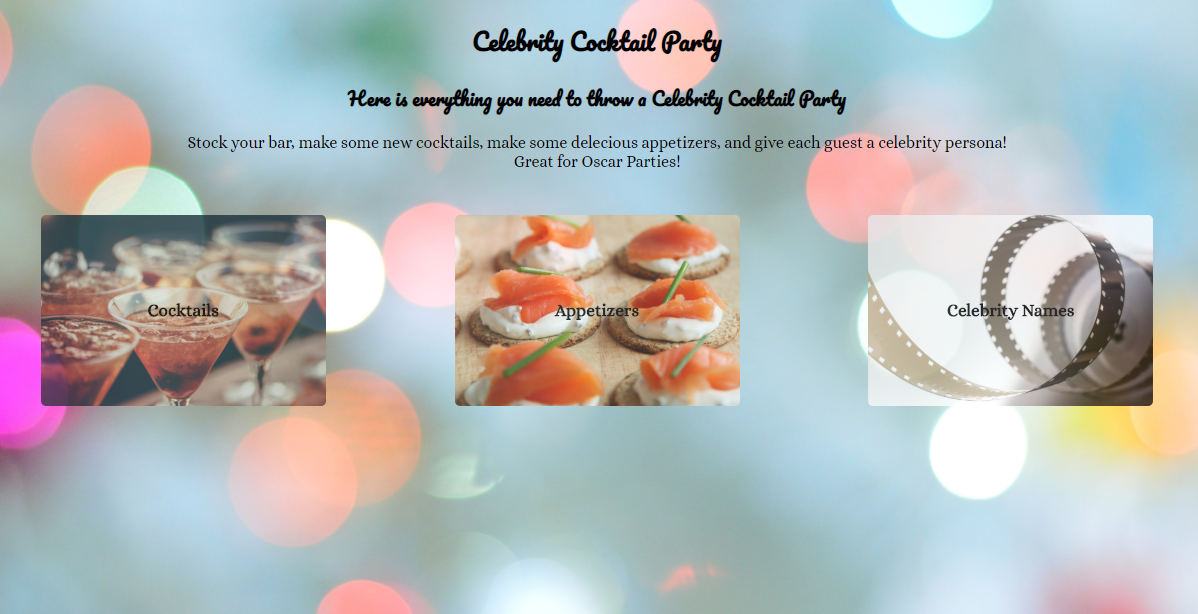 Celebrity Cocktail Party
Here is everything you need to throw a Celebrity Cocktail Party
Stock your bar, make some new cocktails, make some delecious appetizers, and give each guest a celebrity persona!
Great for Oscar Parties!
Cocktails
Appetizers
Celebrity Names